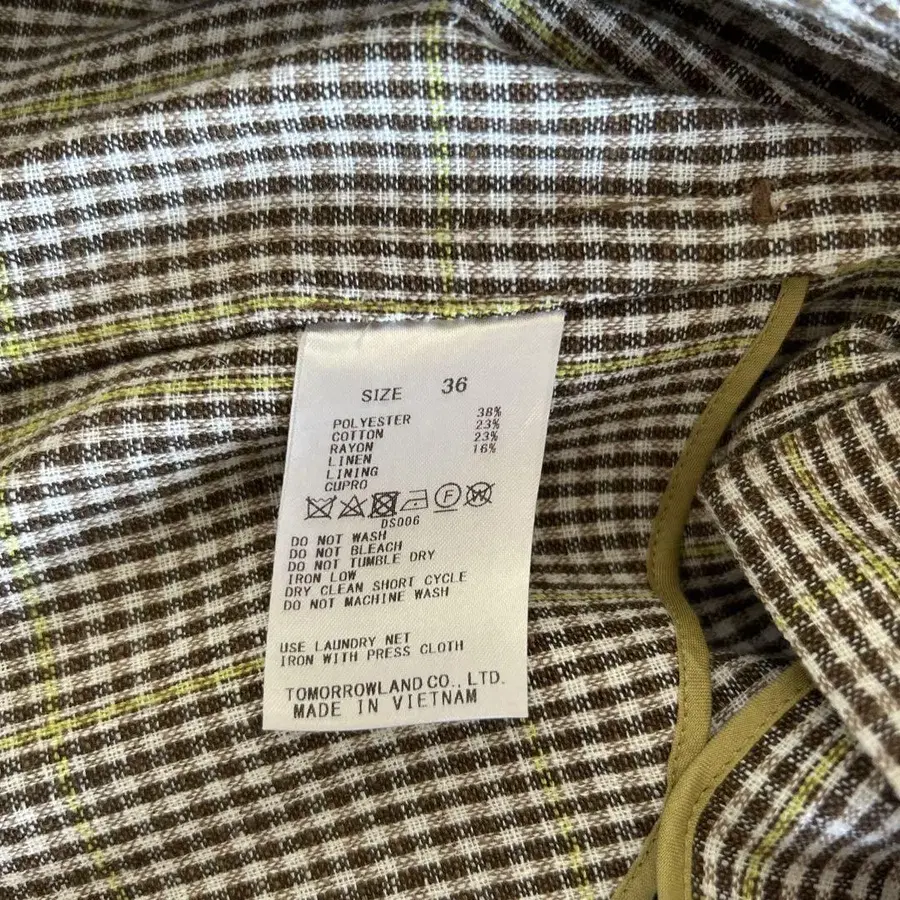 SIZE 36
POLYESTER 38%
COTTON 23%
RAYON 23%
LINEN 16%
LINING
CUPRO
F W
DS006
DO NOT WASH
DO NOT BLEACH
DO NOT TUMBLE DRY
IRON LOW
DRY CLEAN SHORT CYCLE
DO NOT MACHINE WASH
USE LAUNDRY NET
IRON WITH PRESS CLOTH
TOMORROWLAND CO., LTD.
MADE IN VIETNAM